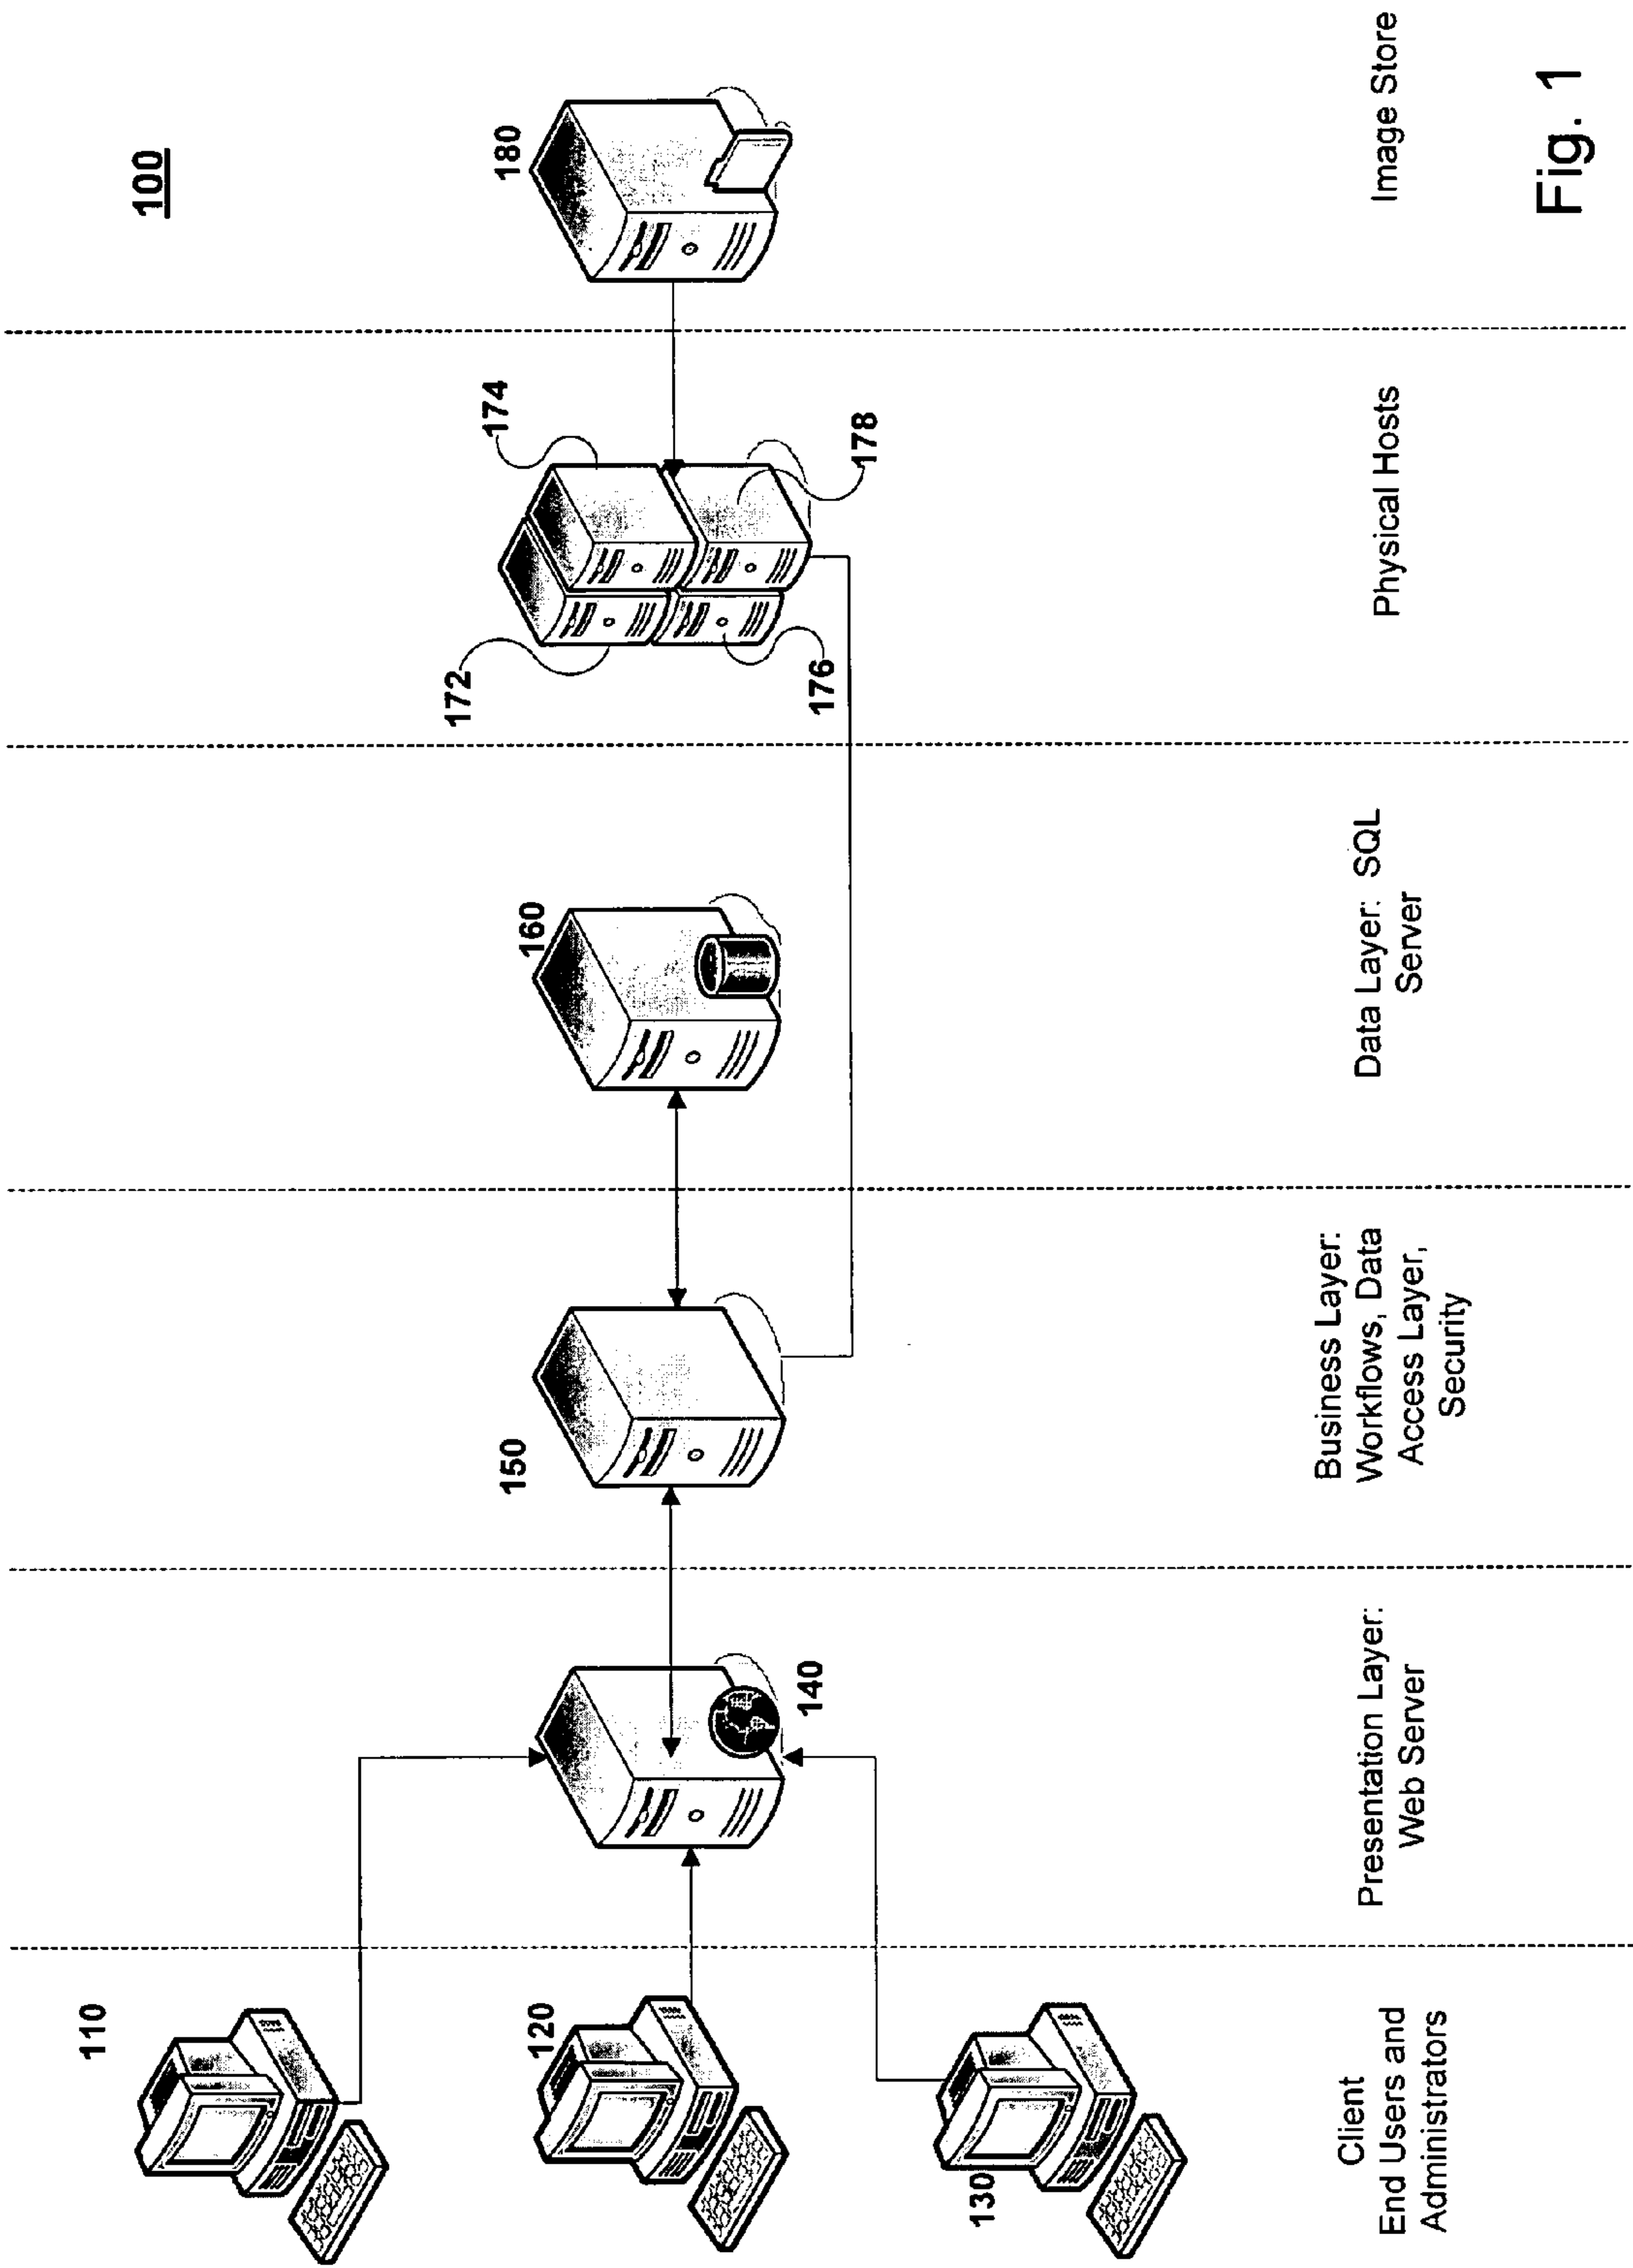 100
110
120
130
140
150
160
172
174
176
178
180
Client
End Users and
Administrators
Presentation Layer:
Web Server
Business Layer:
Workflows, Data
Access Layer,
Security
Data Layer: SQL
Server
Physical Hosts
Image Store
Fig. 1